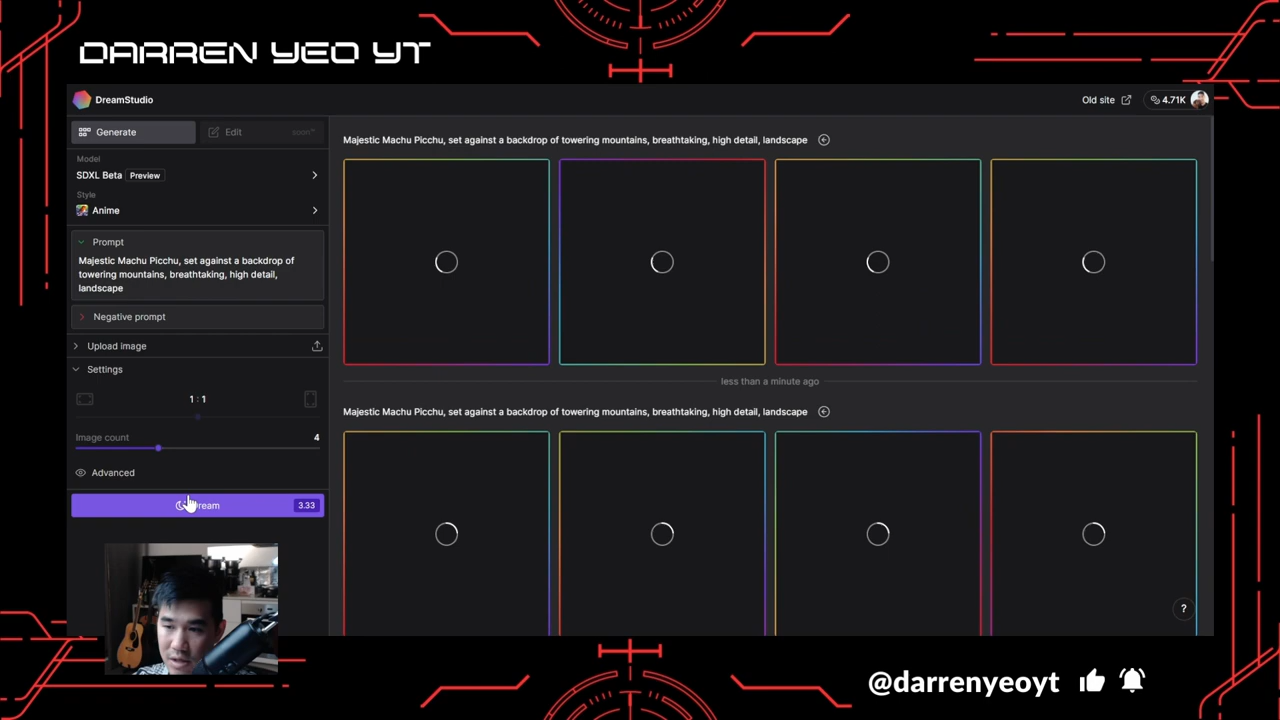 DARREN YEO YT
DreamStudio
Old site
4.71K
Generate
Edit
soon™
Model
SDXL Beta Preview
Style
Anime
Prompt
Majestic Machu Picchu, set against a backdrop of
towering mountains, breathtaking, high detail,
landscape
Negative prompt
Upload image
Settings
1 : 1
Image count
4
Advanced
Dream
3.33
Majestic Machu Picchu, set against a backdrop of towering mountains, breathtaking, high detail, landscape
less than a minute ago
Majestic Machu Picchu, set against a backdrop of towering mountains, breathtaking, high detail, landscape
?
@darrenyeoyt